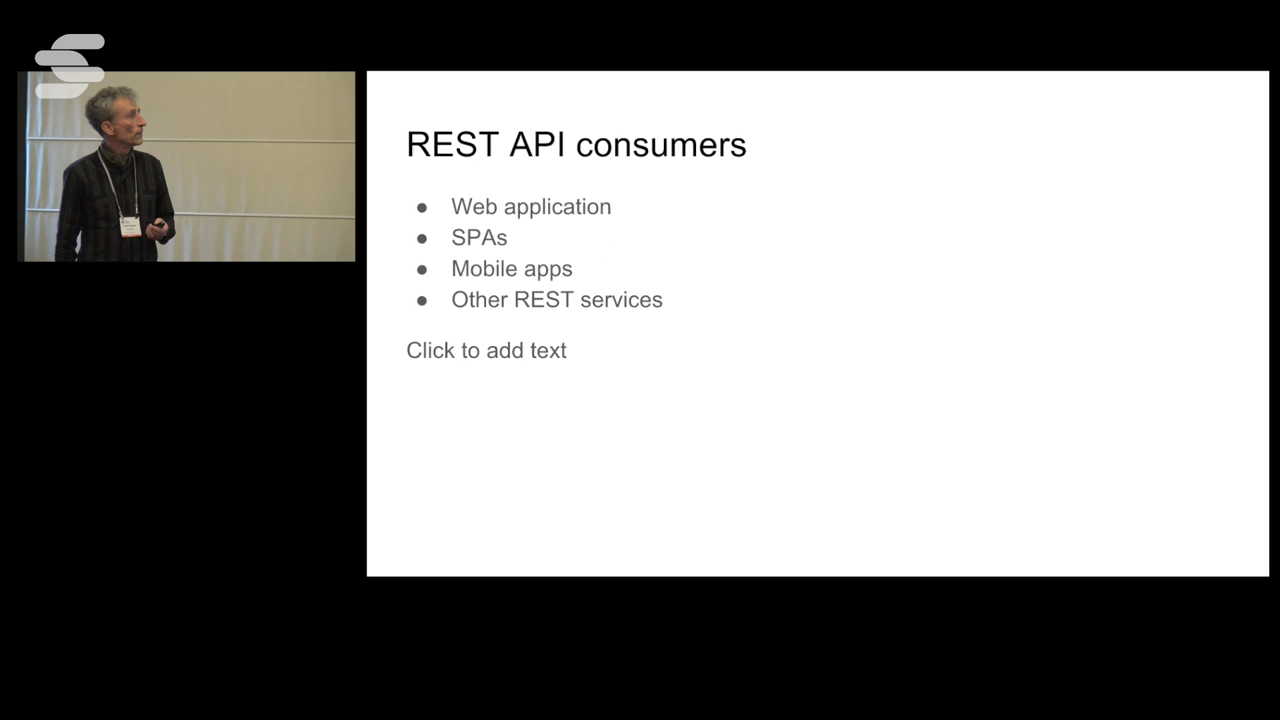 REST API consumers
● Web application
● SPAs
● Mobile apps
● Other REST services
Click to add text